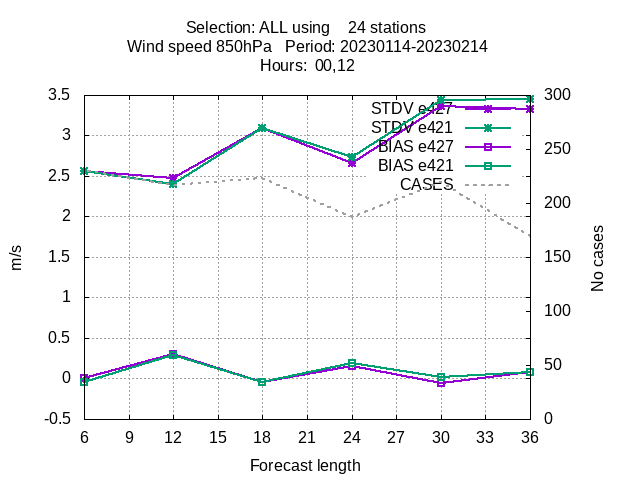 Selection: ALL using 24 stations
Wind speed 850hPa Period: 20230114-20230214
Hours: 00,12
3.5
3
2.5
2
1.5
1
0.5
0
-0.5
300
250
200
150
100
50
0
STDV e427
STDV e421
BIAS e427
BIAS e421
CASES
m/s
No cases
6 9 12 15 18 21 24 27 30 33 36
Forecast length